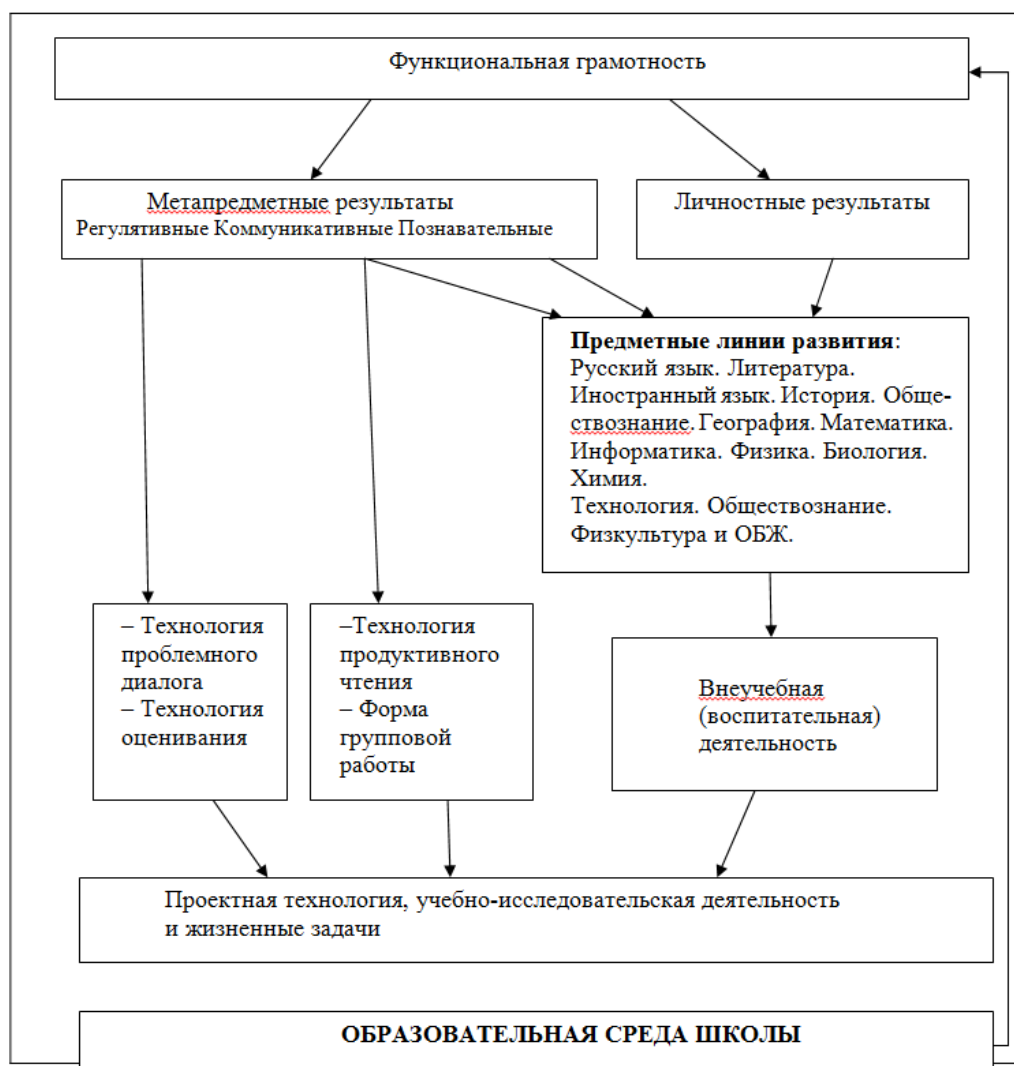 Функциональная грамотность
Метапредметные результаты
Регулятивные Коммуникативные Познавательные
Личностные результаты
Предметные линии развития:
Русский язык. Литература.
Иностранный язык. История. Обще-
ствознание. География. Математика.
Информатика. Физика. Биология.
Химия.
Технология. Обществознание.
Физкультура и ОБЖ.
– Технология
проблемного
диалога
– Технология
оценивания
–Технология
продуктивного
чтения
– Форма
групповой
работы
Внеучебная
(воспитательная)
деятельность
Проектная технология, учебно-исследовательская деятельность
и жизненные задачи
ОБРАЗОВАТЕЛЬНАЯ СРЕДА ШКОЛЫ